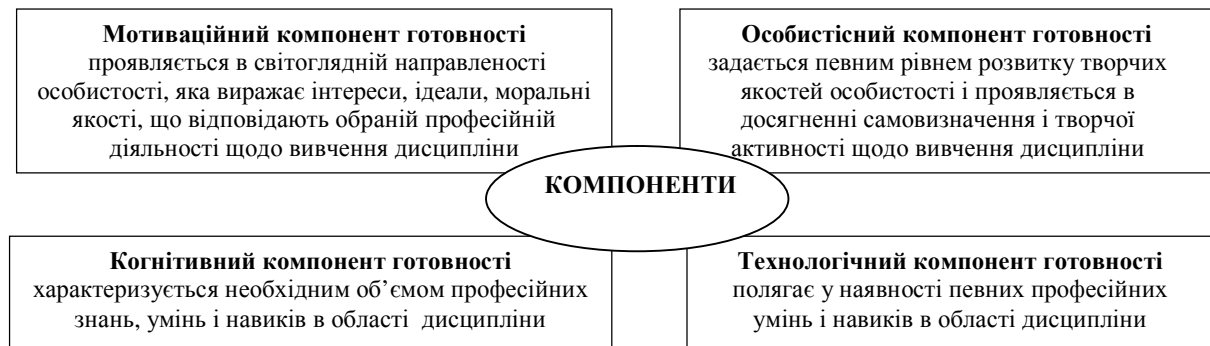 Мотиваційний компонент готовності
проявляється в світоглядній направленості
особистості, яка виражає інтереси, ідеали, моральні
якості, що відповідають обраній професійній
діяльності щодо вивчення дисципліни
Особистісний компонент готовності
задається певним рівнем розвитку творчих
якостей особистості і проявляється в
досягненні самовизначення і творчої
активності щодо вивчення дисципліни
КОМПОНЕНТИ
Когнітивний компонент готовності
характеризується необхідним об’ємом професійних
знань, умінь і навиків в області дисципліни
Технологічний компонент готовності
полягає у наявності певних професійних
умінь і навиків в області дисципліни